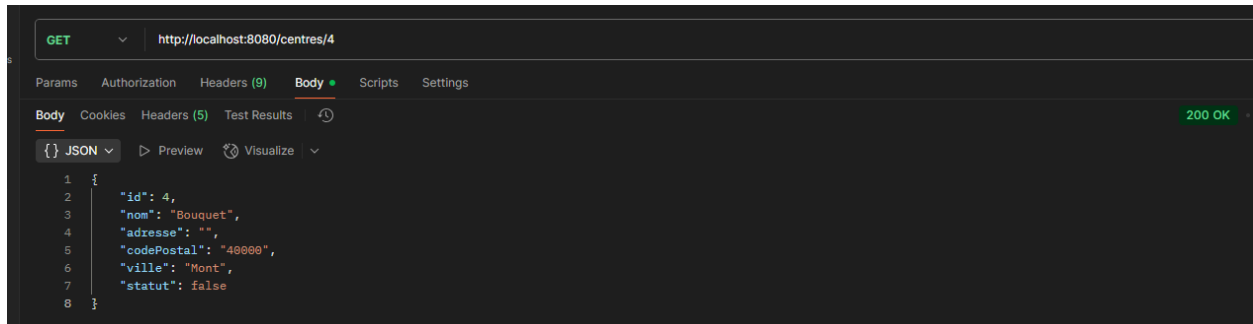 GET http://localhost:8080/centres/4
s
Params Authorization Headers (9) Body Scripts Settings
Body Cookies Headers (5) Test Results 200 OK
{} JSON Preview Visualize
1 {
2 "id": 4,
3 "nom": "Bouquet",
4 "adresse": "",
5 "codePostal": "40000",
6 "ville": "Mont",
7 "statut": false
8 }